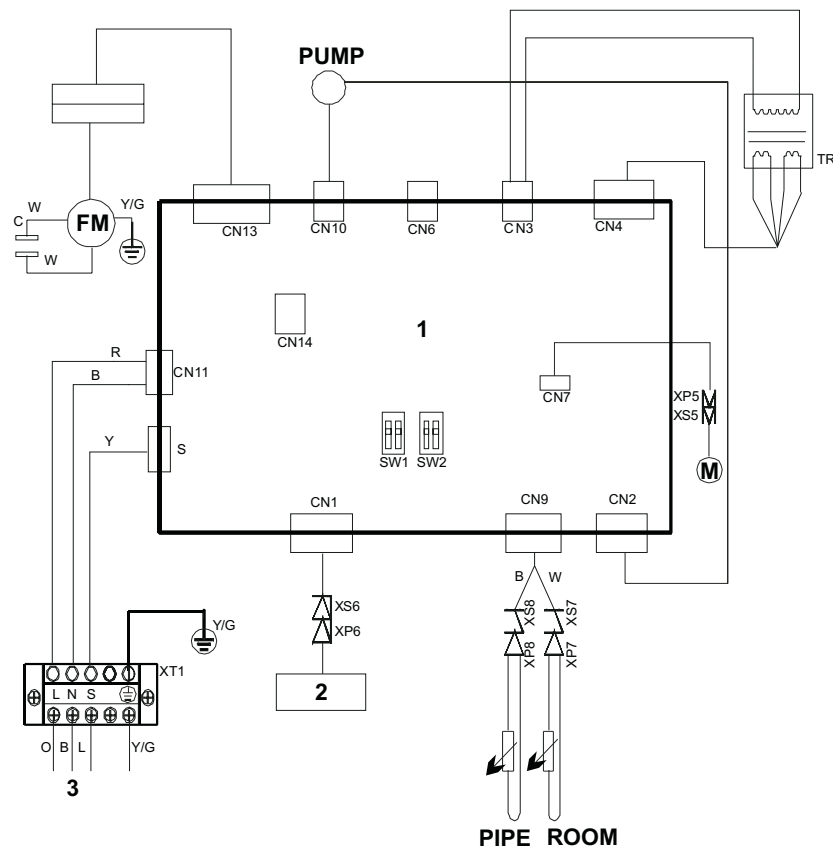 PUMP
TR
W
Y/G
C
FM
W
CN13
CN10
CN6
CN3
CN4
CN14
1
R
CN11
B
CN7
XP5
XS5
Y
S
SW1
SW2
M
CN1
CN9
CN2
B
W
XS6
XP6
XS8
XS7
XP8
XP7
Y/G
XT1
L N S
2
O B L
Y/G
3
PIPE ROOM